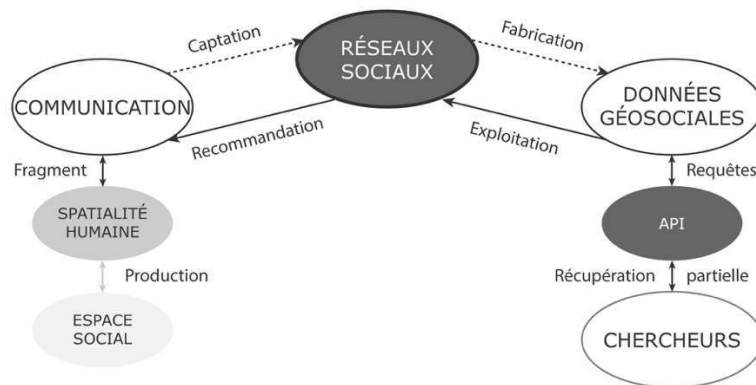 Captation
RÉSEAUX
SOCIAUX
Fabrication
COMMUNICATION
DONNÉES
GÉOSOCIALES
Recommandation
Exploitation
Fragment
Requêtes
SPATIALITÉ
HUMAINE
API
Production
Récupération partielle
ESPACE
SOCIAL
CHERCHEURS